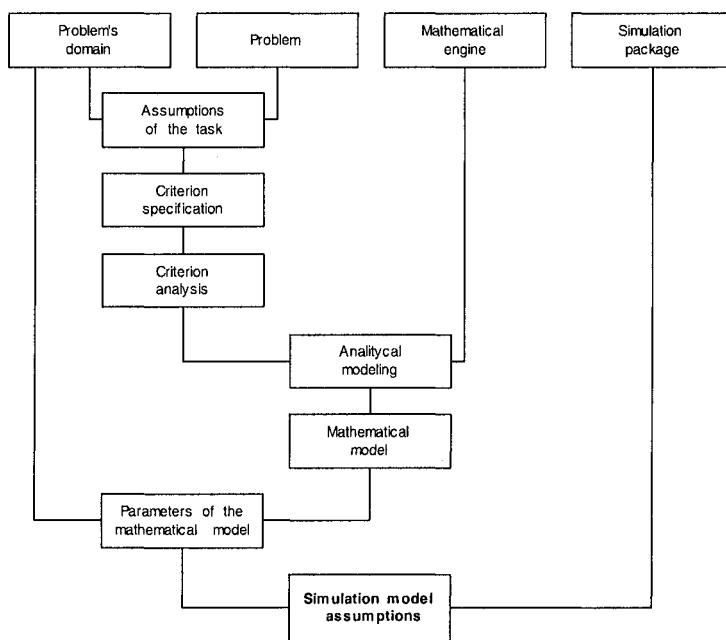 Problem's
domain
Problem
Mathematical
engine
Simulation
package
Assumptions
of the task
Criterion
specification
Criterion
analysis
Analitycal
modeling
Mathematical
model
Parameters of the
mathematical model
Simulation model
assumptions